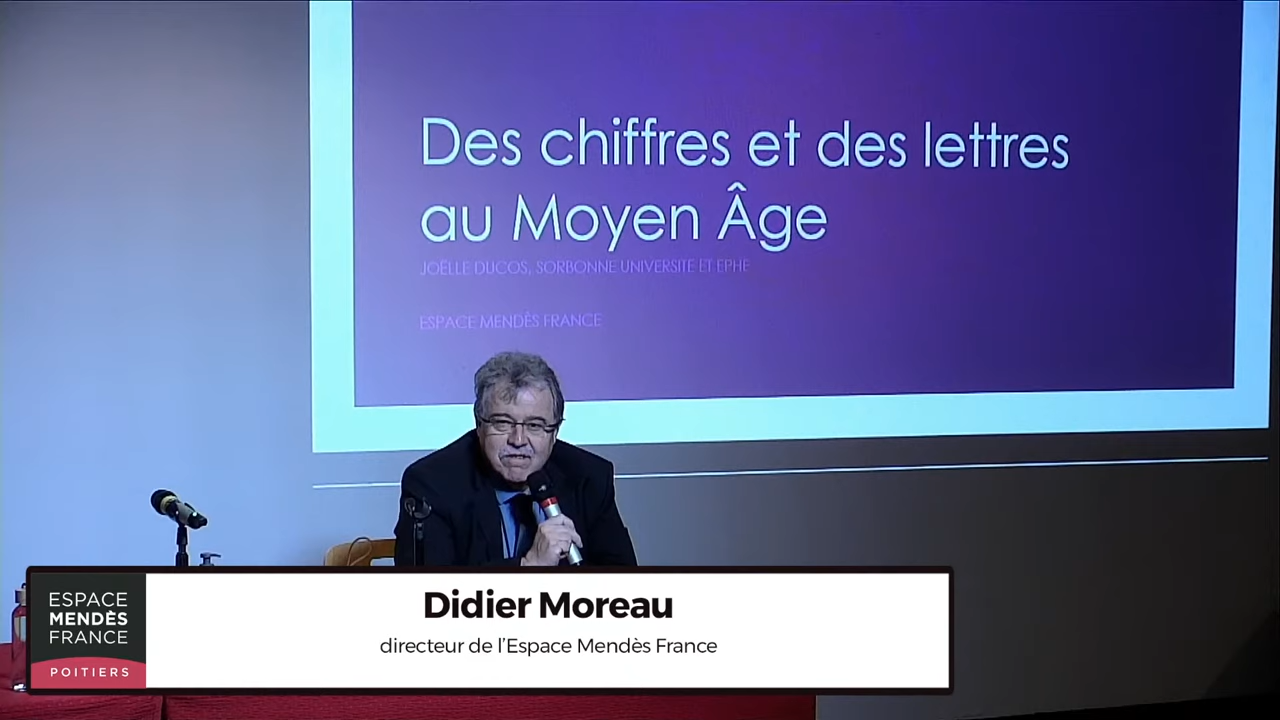 Des chiffres et des lettres
au Moyen Âge
JOËLLE DUCOS, SORBONNE UNIVERSITE ET EPHE
ESPACE MENDÈS FRANCE
Didier Moreau
directeur de l'Espace Mendès France
ESPACE
MENDÈS
FRANCE
POITIERS